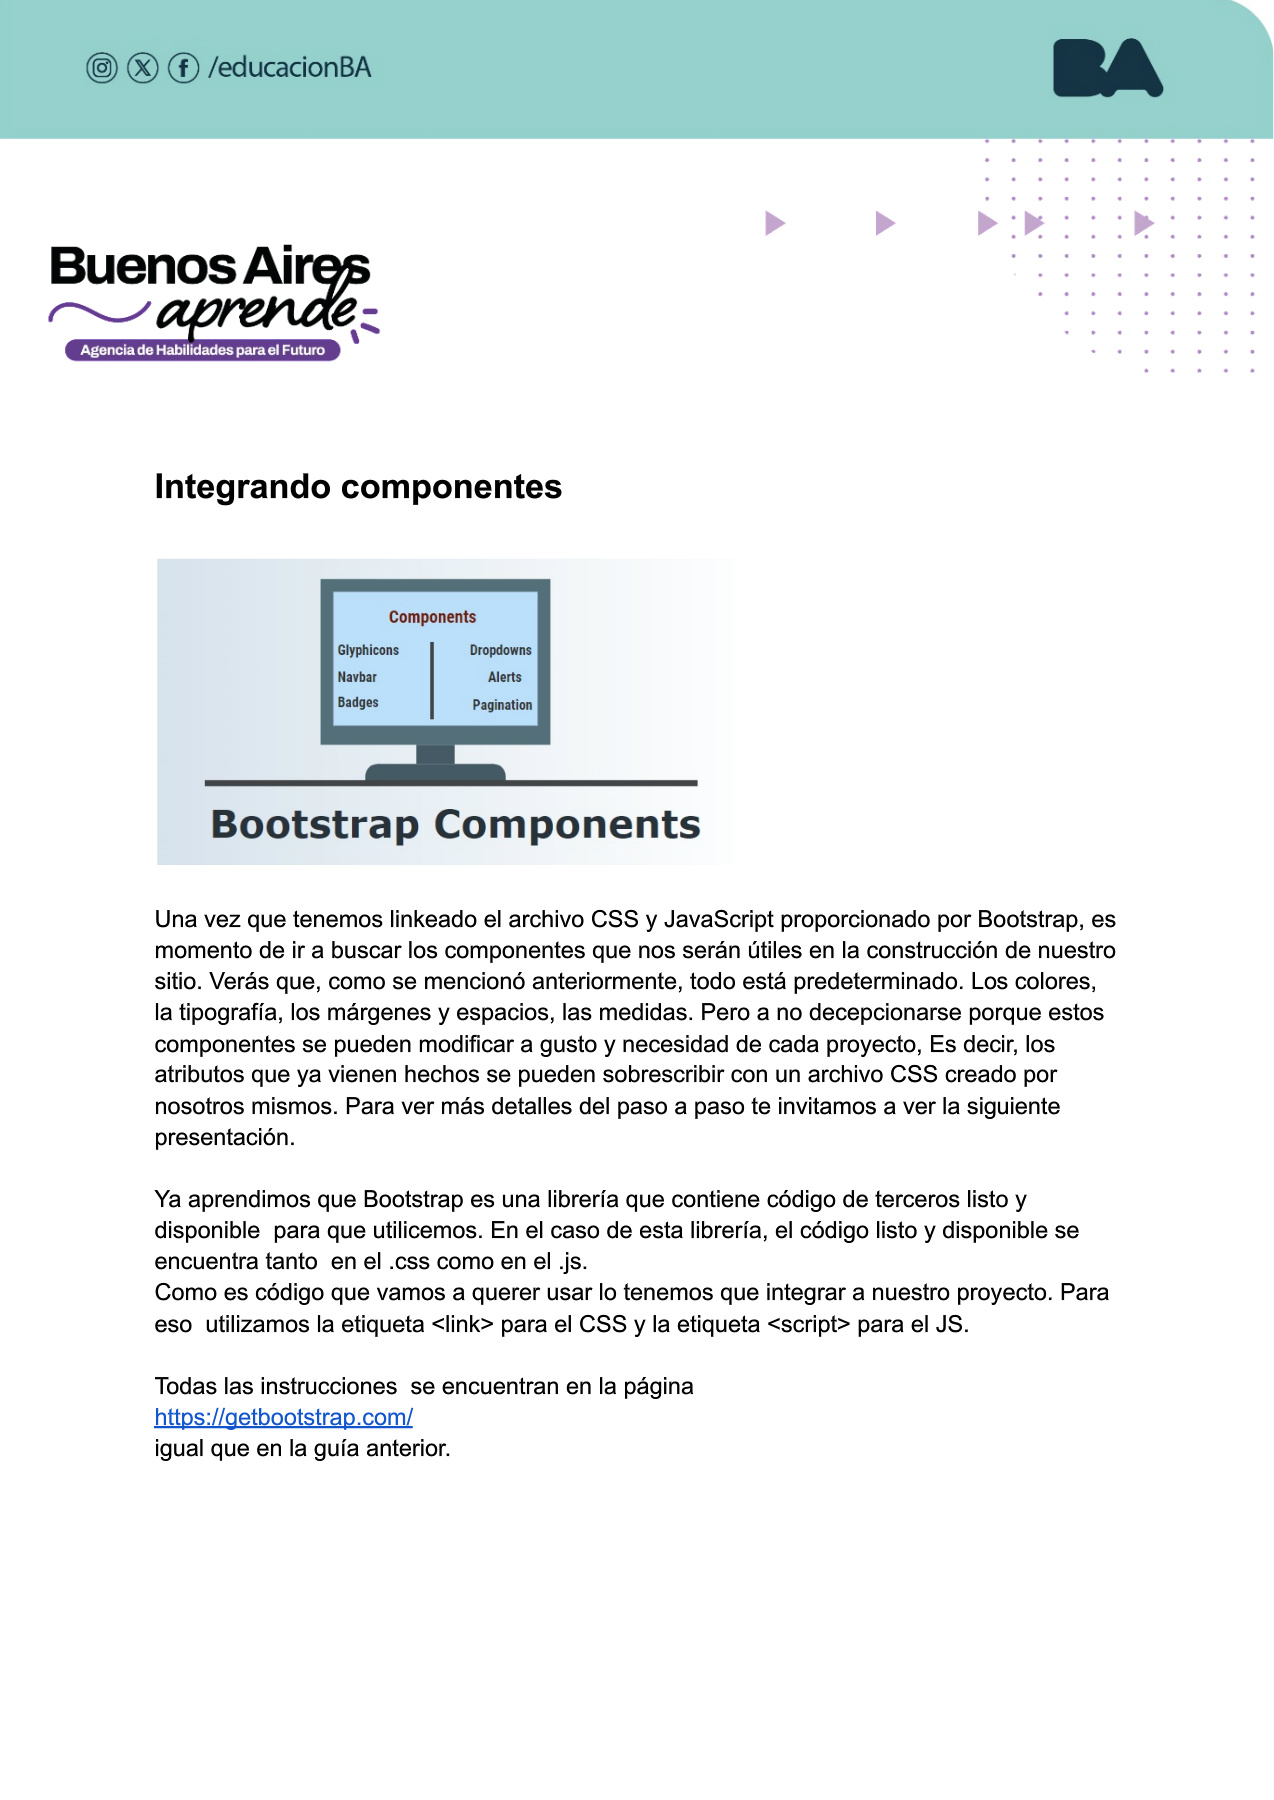 /educacionBA
BA
Buenos Aires
aprende
Agencia de Habilidades para el Futuro
Integrando componentes
Components
Glyphicons
Dropdowns
Navbar
Alerts
Badges
Pagination
Bootstrap Components
Una vez que tenemos linkeado el archivo CSS y JavaScript proporcionado por Bootstrap, es
momento de ir a buscar los componentes que nos serán útiles en la construcción de nuestro
sitio. Verás que, como se mencionó anteriormente, todo está predeterminado. Los colores,
la tipografía, los márgenes y espacios, las medidas. Pero a no decepcionarse porque estos
componentes se pueden modificar a gusto y necesidad de cada proyecto, Es decir, los
atributos que ya vienen hechos se pueden sobrescribir con un archivo CSS creado por
nosotros mismos. Para ver más detalles del paso a paso te invitamos a ver la siguiente
presentación.
Ya aprendimos que Bootstrap es una librería que contiene código de terceros listo y
disponible  para que utilicemos. En el caso de esta librería, el código listo y disponible se
encuentra tanto  en el .css como en el .js.
Como es código que vamos a querer usar lo tenemos que integrar a nuestro proyecto. Para
eso  utilizamos la etiqueta <link> para el CSS y la etiqueta <script> para el JS.
Todas las instrucciones  se encuentran en la página
https://getbootstrap.com/
igual que en la guía anterior.